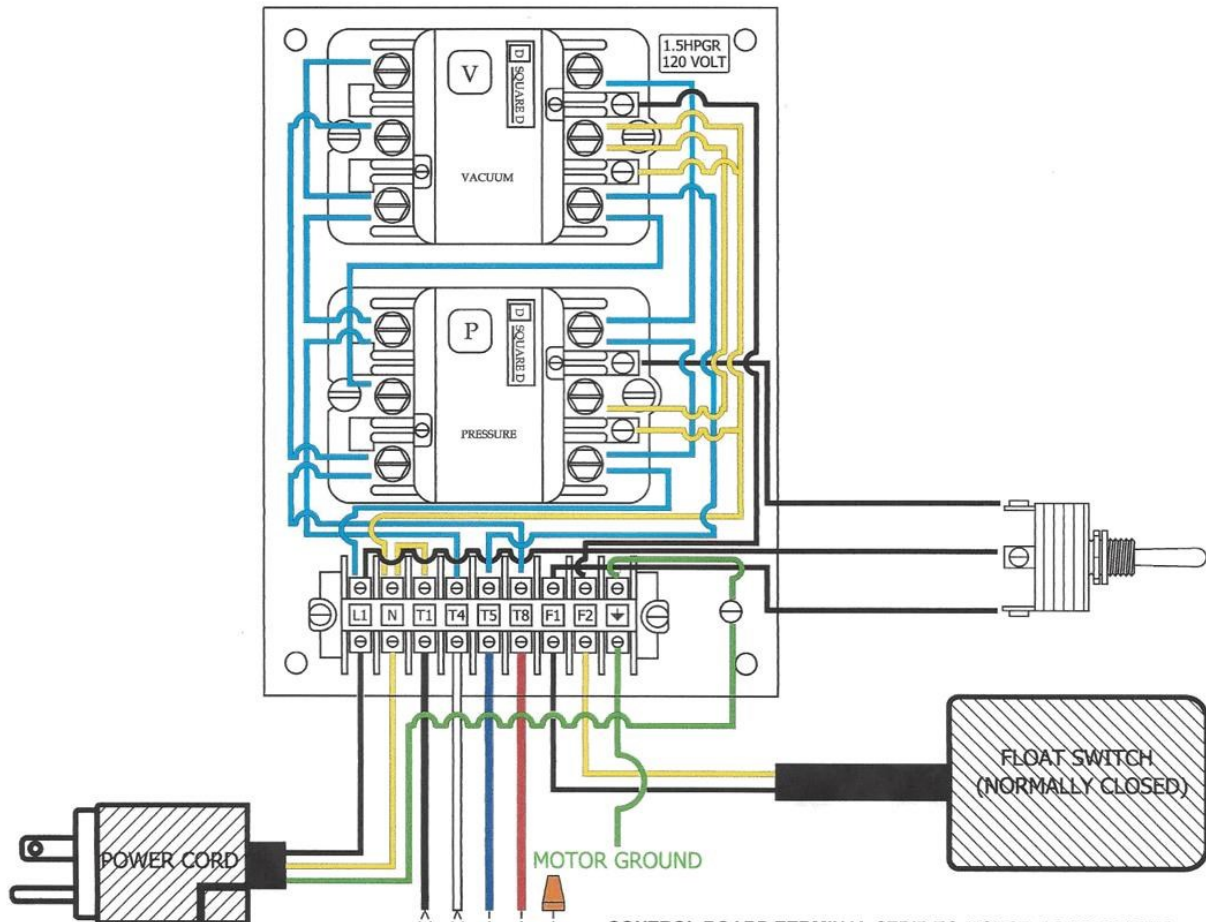 1.5HPGR
120 VOLT
V
D SQUARE D
VACUUM
P
D SQUARE D
PRESSURE
L1 N T1 T4 T5 T8 F1 F2
FLOAT SWITCH
(NORMALLY CLOSED)
POWER CORD
MOTOR GROUND